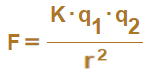 F = K · q₁ · q₂ / r²